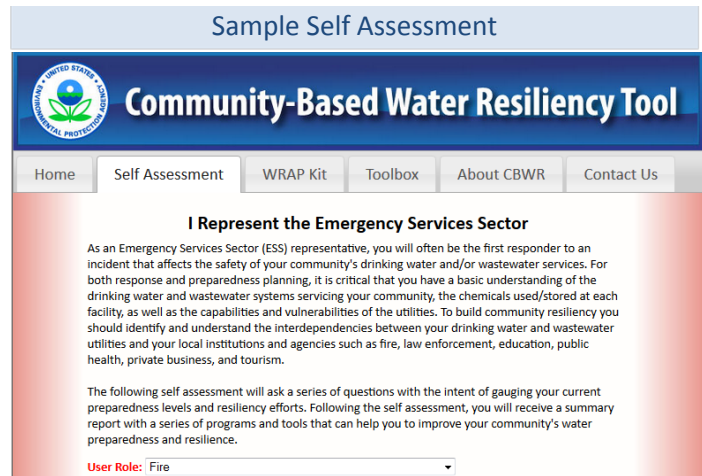 Sample Self Assessment
UNITED STATES
ENVIRONMENTAL PROTECTION AGENCY
Community-Based Water Resiliency Tool
Home Self Assessment WRAP Kit Toolbox About CBWR Contact Us
I Represent the Emergency Services Sector
As an Emergency Services Sector (ESS) representative, you will often be the first responder to an
incident that affects the safety of your community's drinking water and/or wastewater services. For
both response and preparedness planning, it is critical that you have a basic understanding of the
drinking water and wastewater systems servicing your community, the chemicals used/stored at each
facility, as well as the capabilities and vulnerabilities of the utilities. To build community resiliency you
should identify and understand the interdependencies between your drinking water and wastewater
utilities and your local institutions and agencies such as fire, law enforcement, education, public
health, private business, and tourism.
The following self assessment will ask a series of questions with the intent of gauging your current
preparedness levels and resiliency efforts. Following the self assessment, you will receive a summary
report with a series of programs and tools that can help you to improve your community's water
preparedness and resilience.
User Role: Fire